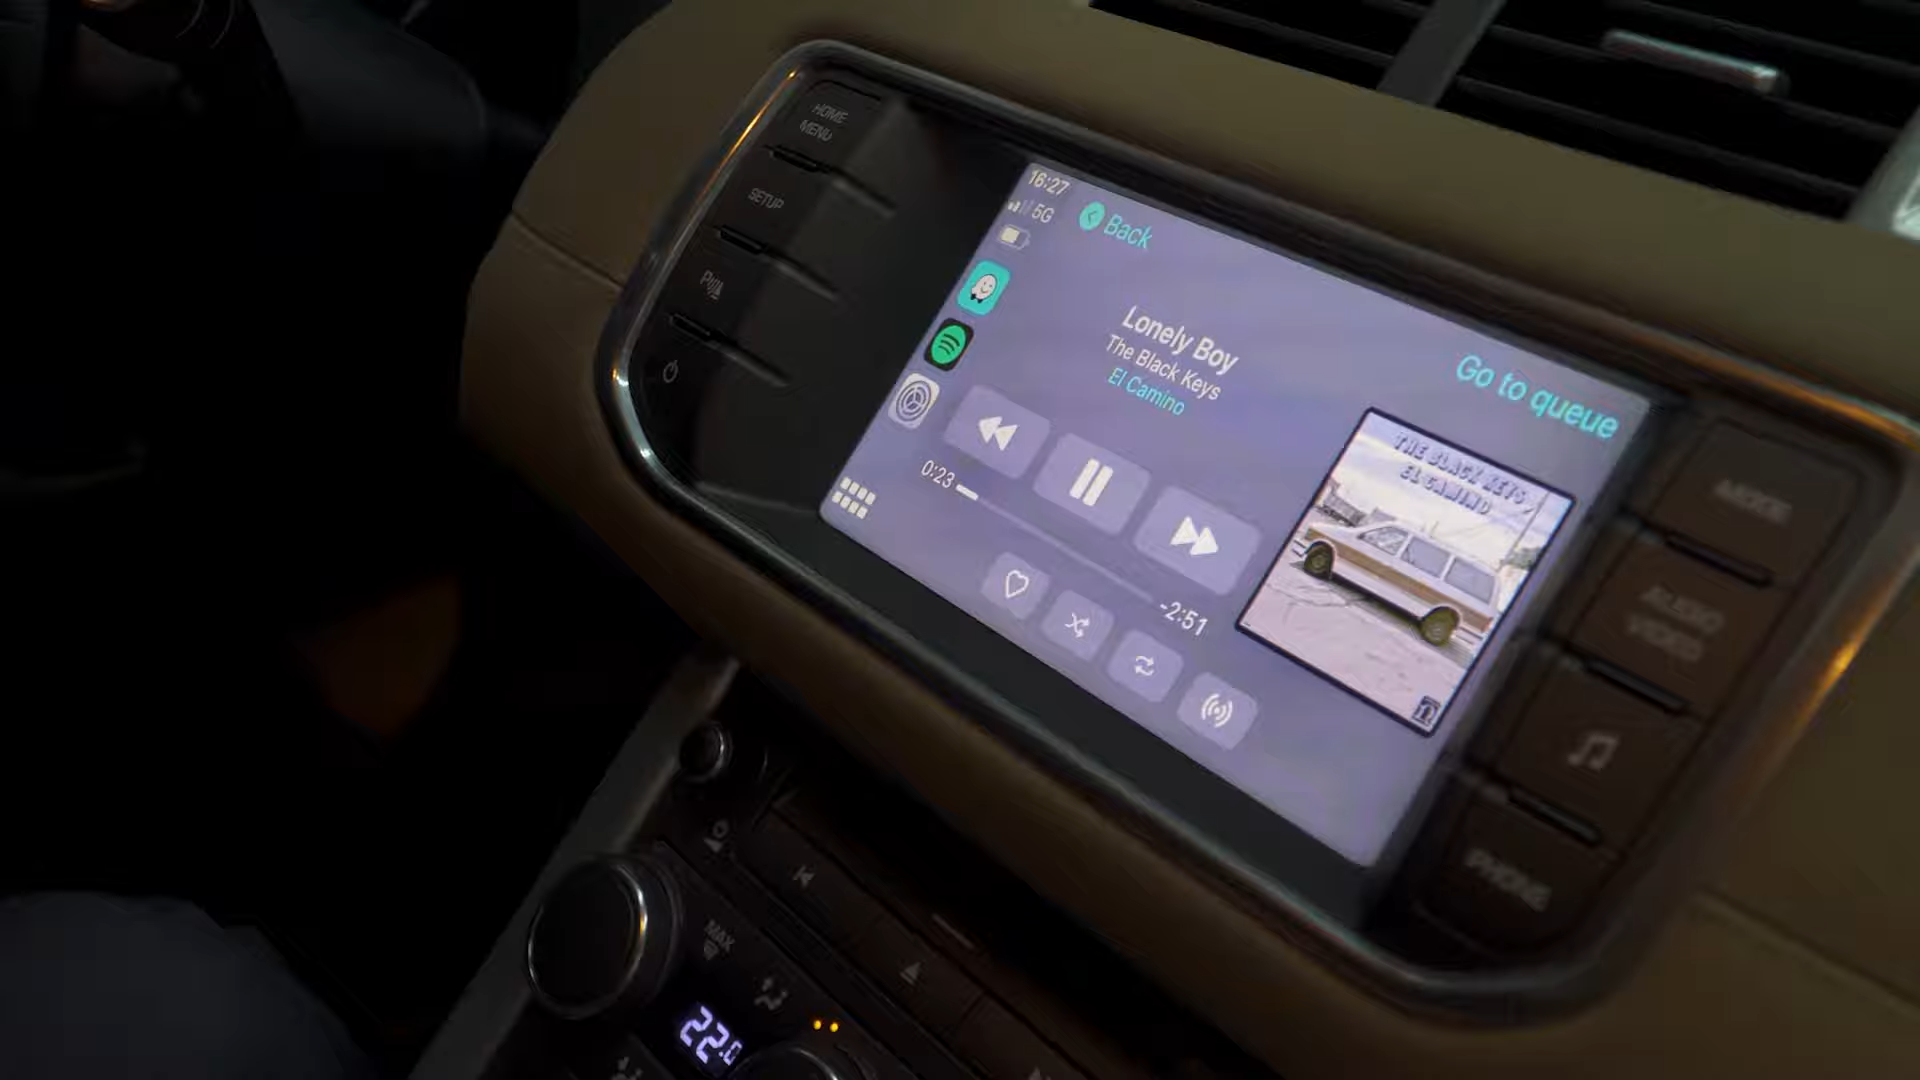 HOME
MENU
SETUP
16:27
5G
Back
Lonely Boy
The Black Keys
El Camino
Go to queue
0:23
-2:51
THE BLACK KEYS
EL CAMINO
MODE
AUDIO
VIDEO
PHONE
MAX
22.0